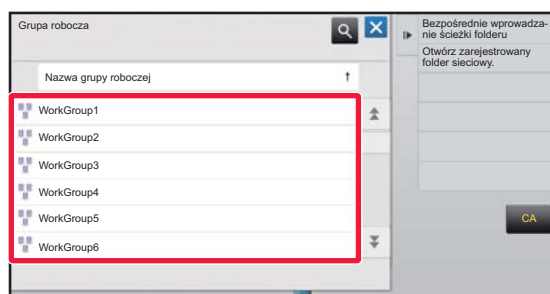 Grupa robocza
Nazwa grupy roboczej
WorkGroup1
WorkGroup2
WorkGroup3
WorkGroup4
WorkGroup5
WorkGroup6
Bezpośrednie wprowadza-
nie ścieżki folderu
Otwórz zarejestrowany
folder sieciowy.
CA